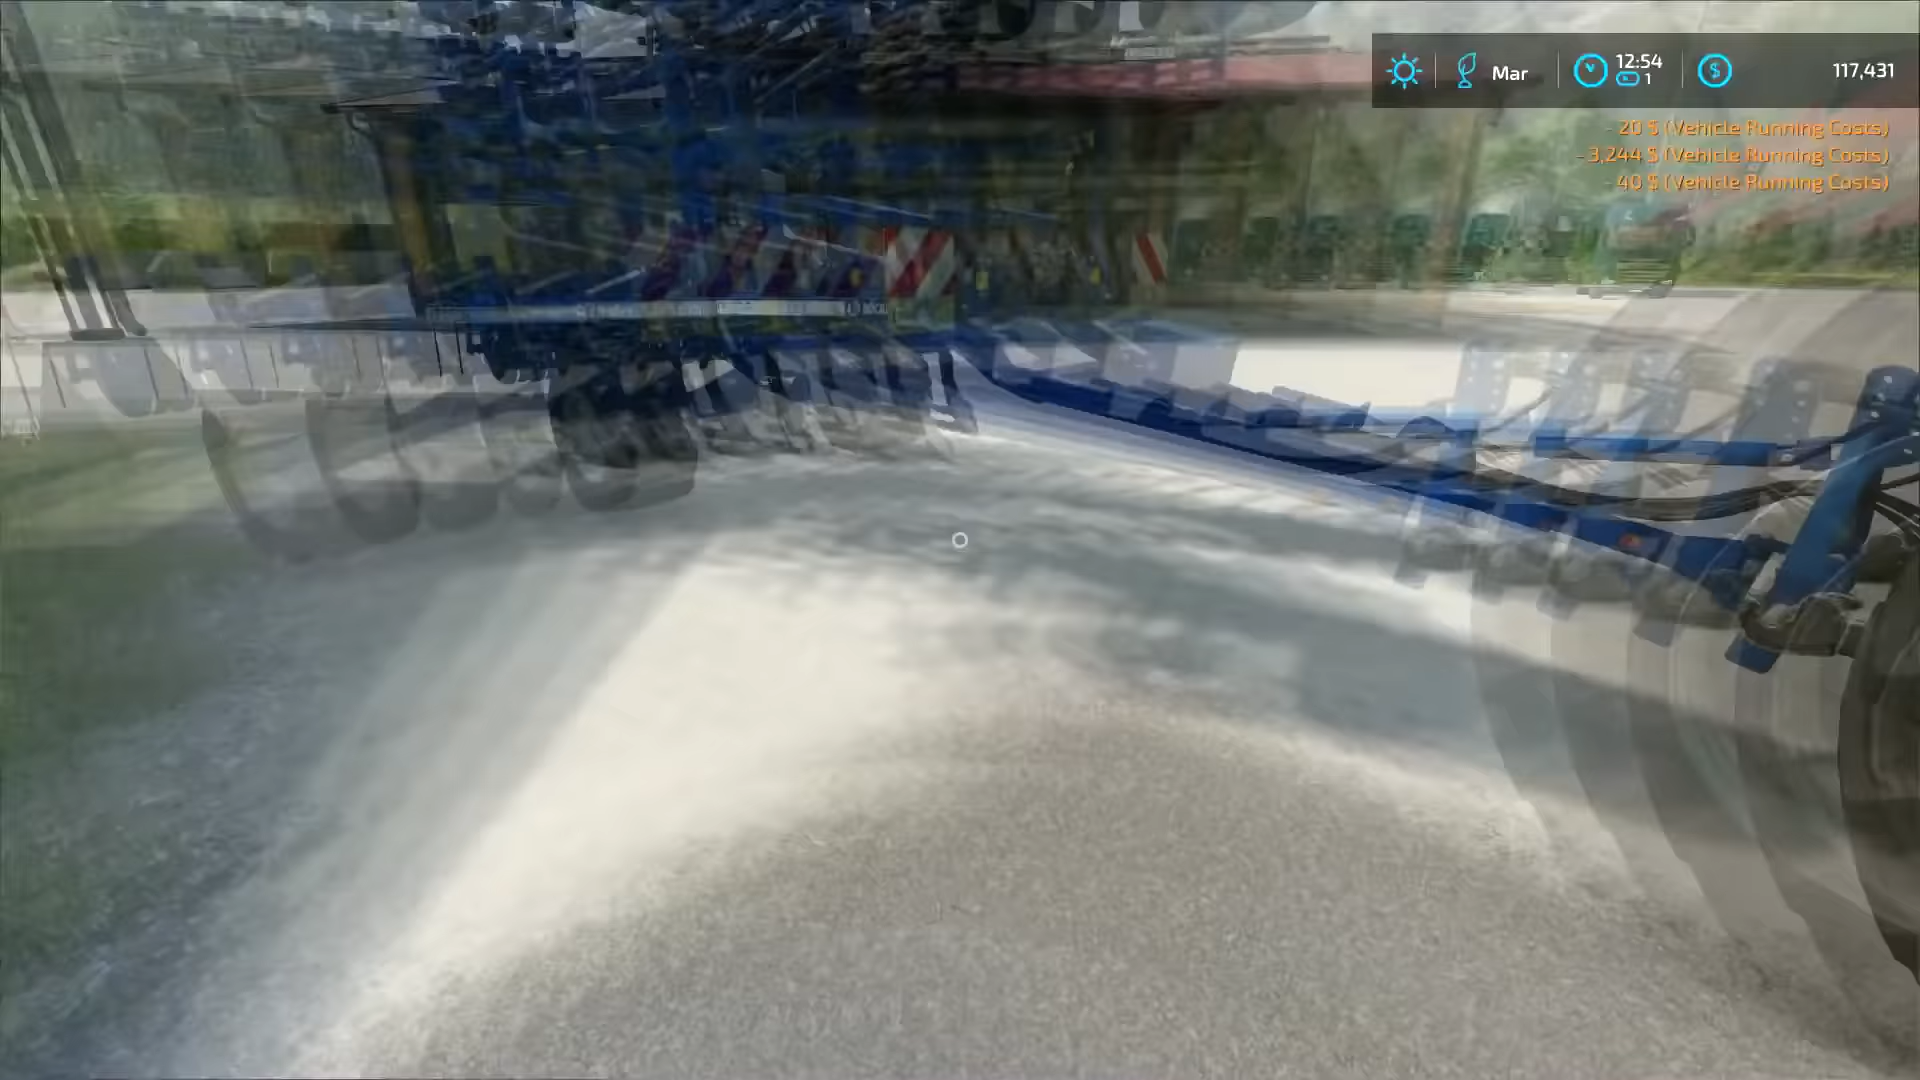 Mar
12:54
1
117,431
- 20 $ (Vehicle Running Costs)
- 3,244 $ (Vehicle Running Costs)
- 40 $ (Vehicle Running Costs)